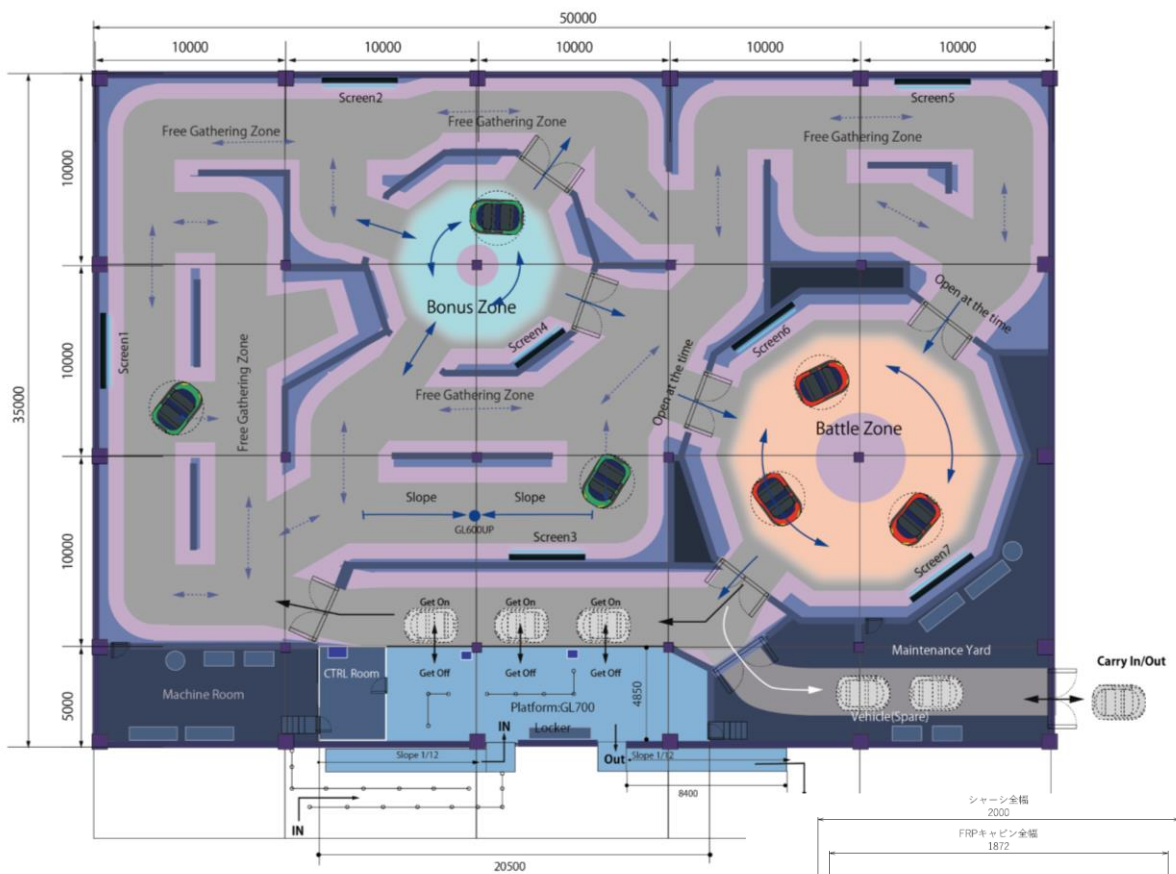 50000
10000
10000
10000
10000
10000
Screen2
Screen5
Free Gathering Zone
Free Gathering Zone
Free Gathering Zone
10000
35000
Bonus Zone
Open at the time
Screen1
Screen4
Screen6
10000
Free Gathering Zone
Free Gathering Zone
Open at the time
Battle Zone
Slope
Slope
GL600UP
Screen3
Screen7
10000
Get On
Get On
Get On
Get Off
Get Off
Get Off
Maintenance Yard
Carry In/Out
CTRL Room
Machine Room
4850
5000
Platform:GL700
Vehicle(Spare)
IN
Locker
Out
Slope 1/12
Slope 1/12
8400
IN
シャーシ全幅
2000
FRPキャビン全幅
1872
20500